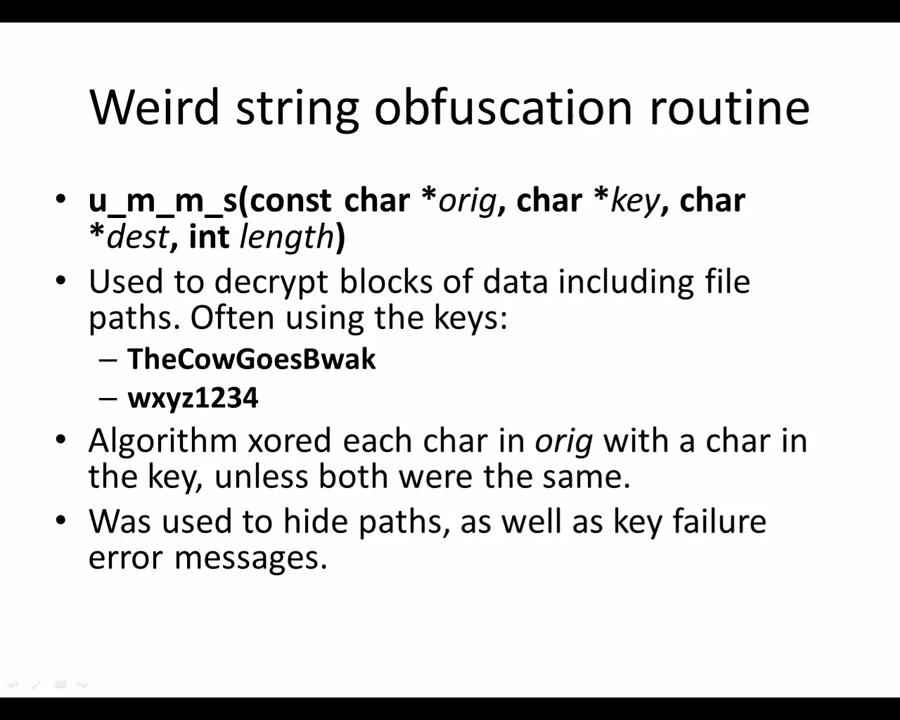 Weird string obfuscation routine
• u_m_m_s(const char *orig, char *key, char
*dest, int length)
• Used to decrypt blocks of data including file
paths. Often using the keys:
– TheCowGoesBwak
– wxyz1234
• Algorithm xored each char in orig with a char in
the key, unless both were the same.
• Was used to hide paths, as well as key failure
error messages.